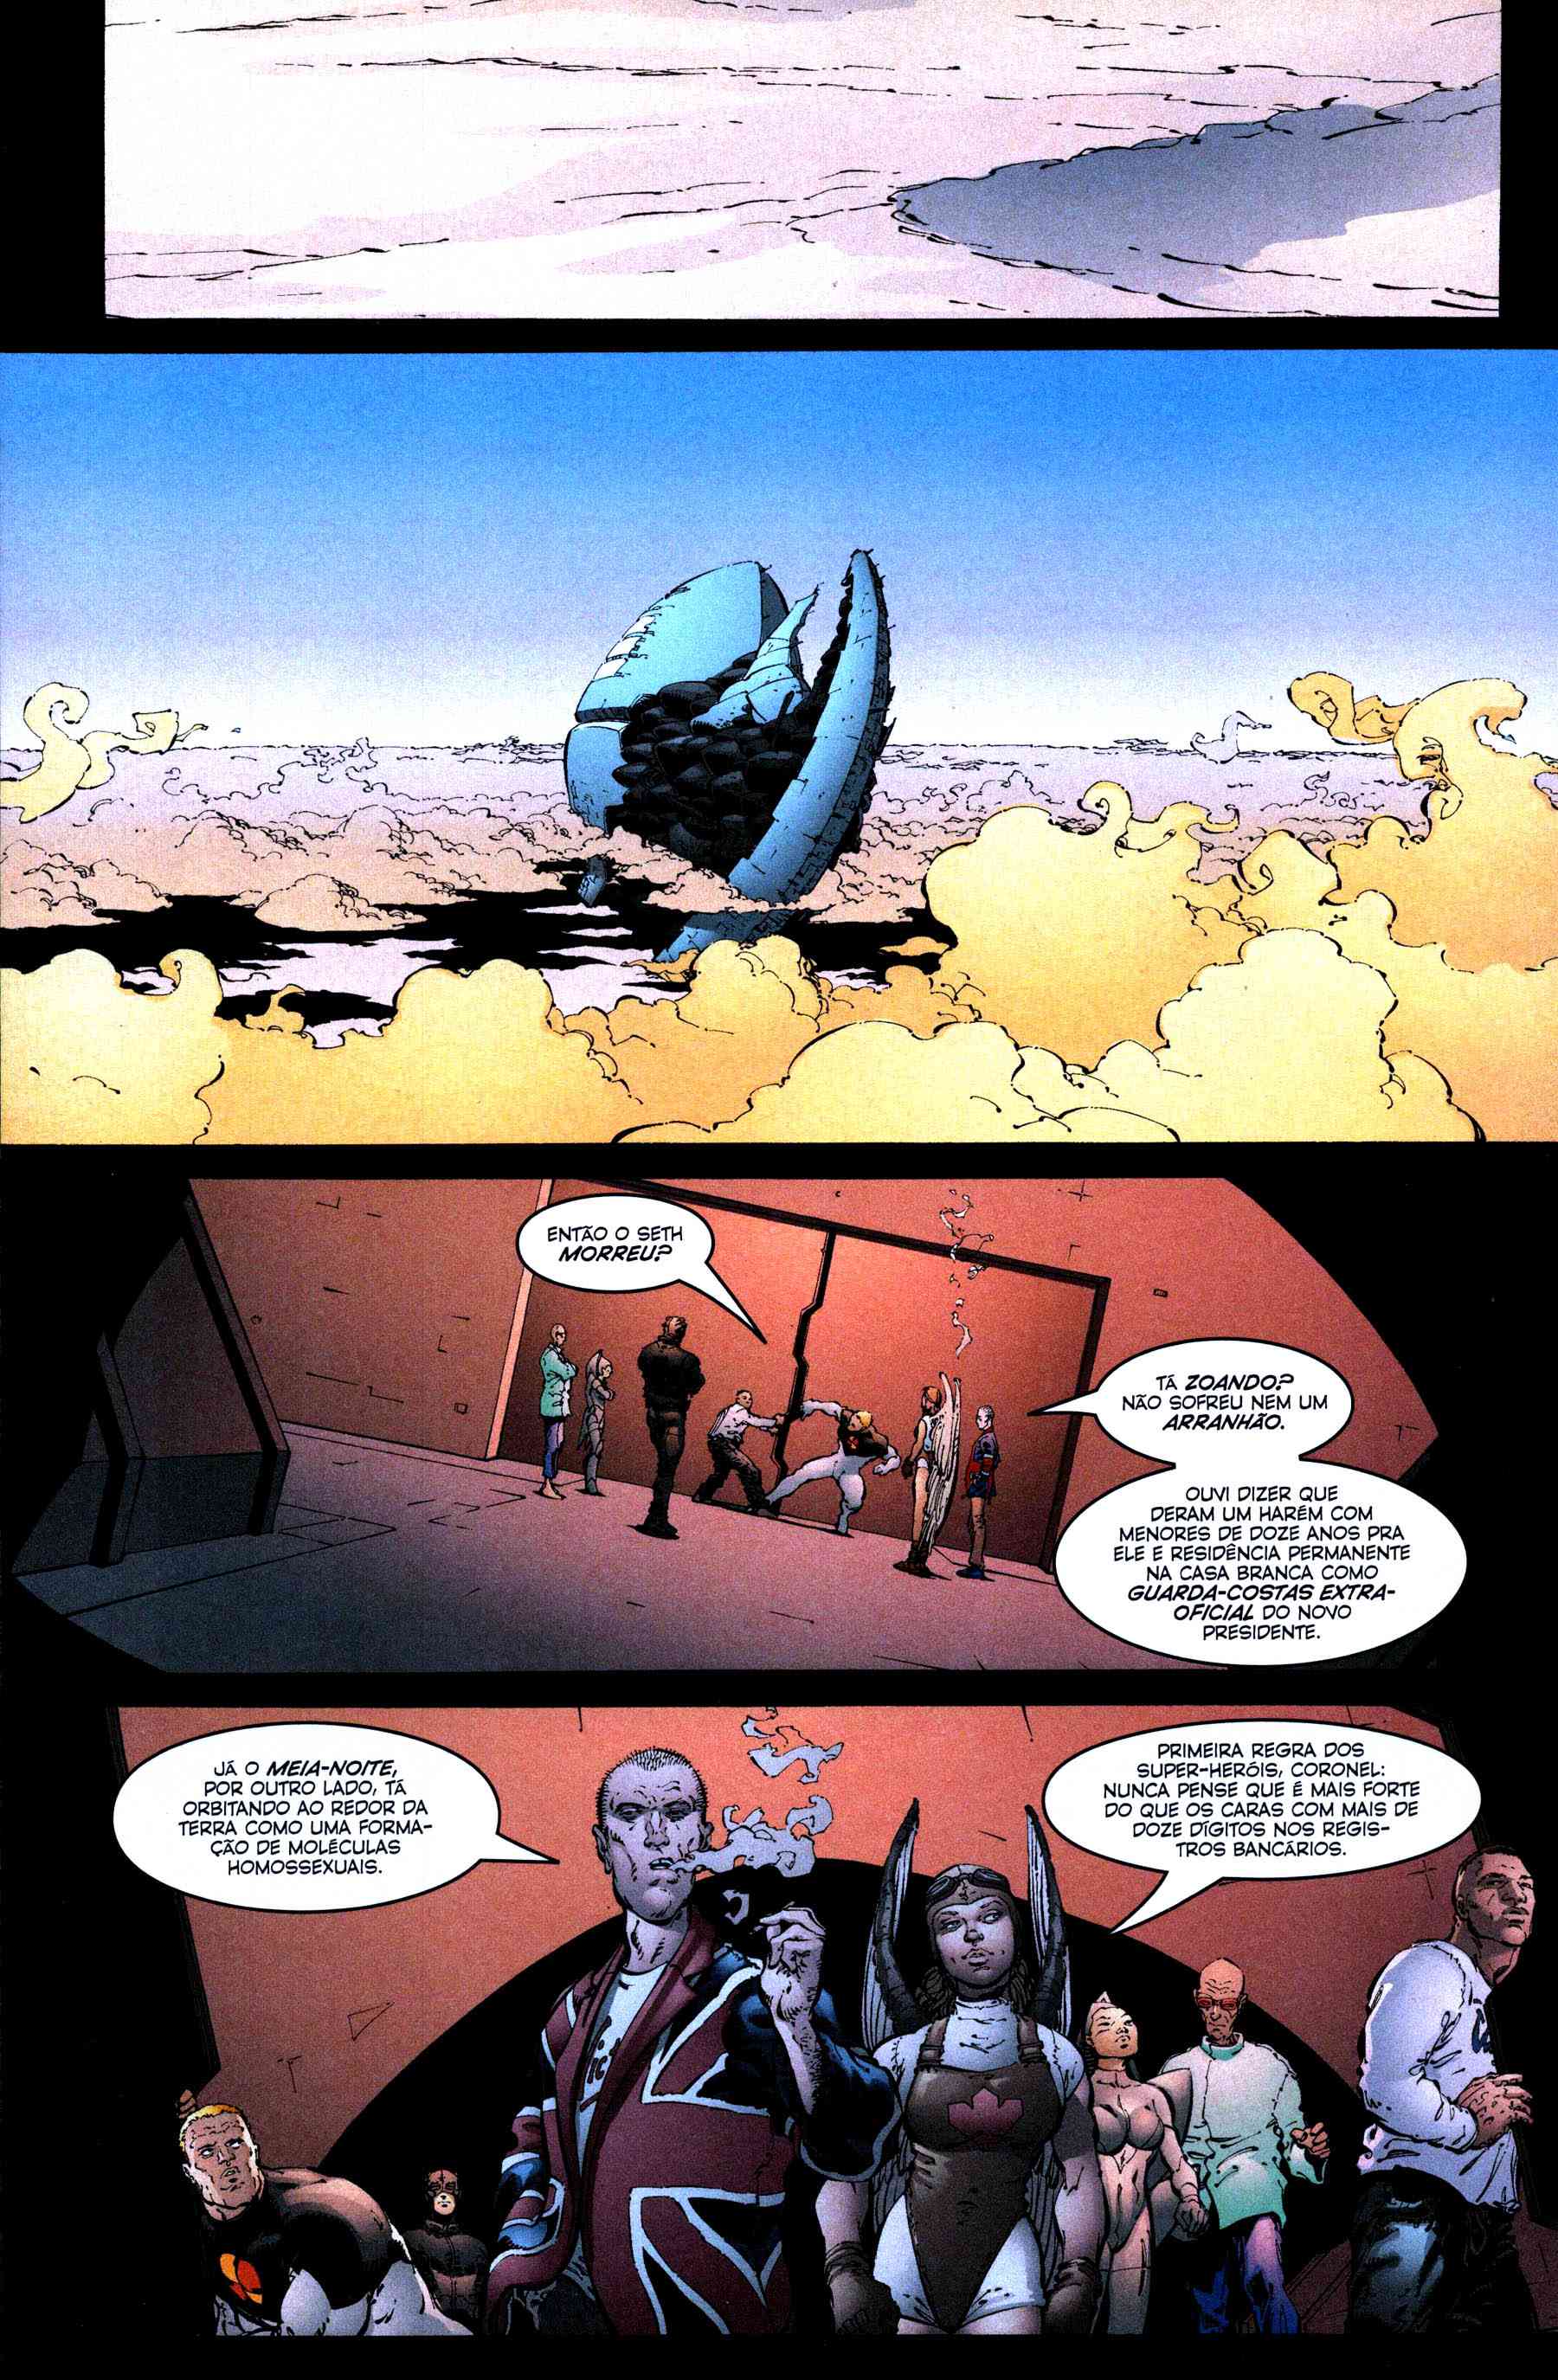 ENTÃO O SETH
MORREU?
TÁ ZOANDO?
NÃO SOFREU NEM UM
ARRANHÃO.
OUVI DIZER QUE
DERAM UM HARÉM COM
MENORES DE DOZE ANOS PRA
ELE E RESIDÊNCIA PERMANENTE
NA CASA BRANCA COMO
GUARDA-COSTAS EXTRA-
OFICIAL DO NOVO
PRESIDENTE.
JÁ O MEIA-NOITE,
POR OUTRO LADO, TÁ
ORBITANDO AO REDOR DA
TERRA COMO UMA FORMA-
ÇÃO DE MOLÉCULAS
HOMOSSEXUAIS.
PRIMEIRA REGRA DOS
SUPER-HERÓIS, CORONEL:
NUNCA PENSE QUE É MAIS FORTE
DO QUE OS CARAS COM MAIS DE
DOZE DÍGITOS NOS REGIS-
TROS BANCÁRIOS.